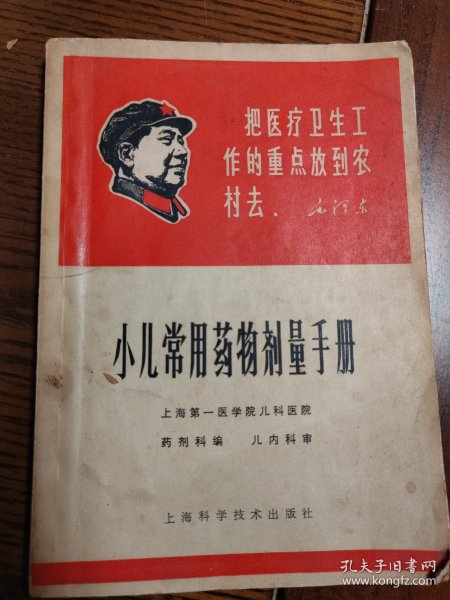 把医疗卫生工
作的重点放到农
村去.
毛泽东
小儿常用药物剂量手册
上海第一医学院儿科医院
药剂科编 儿内科审
上海科学技术出版社
孔夫子旧书网
www.kongfz.com